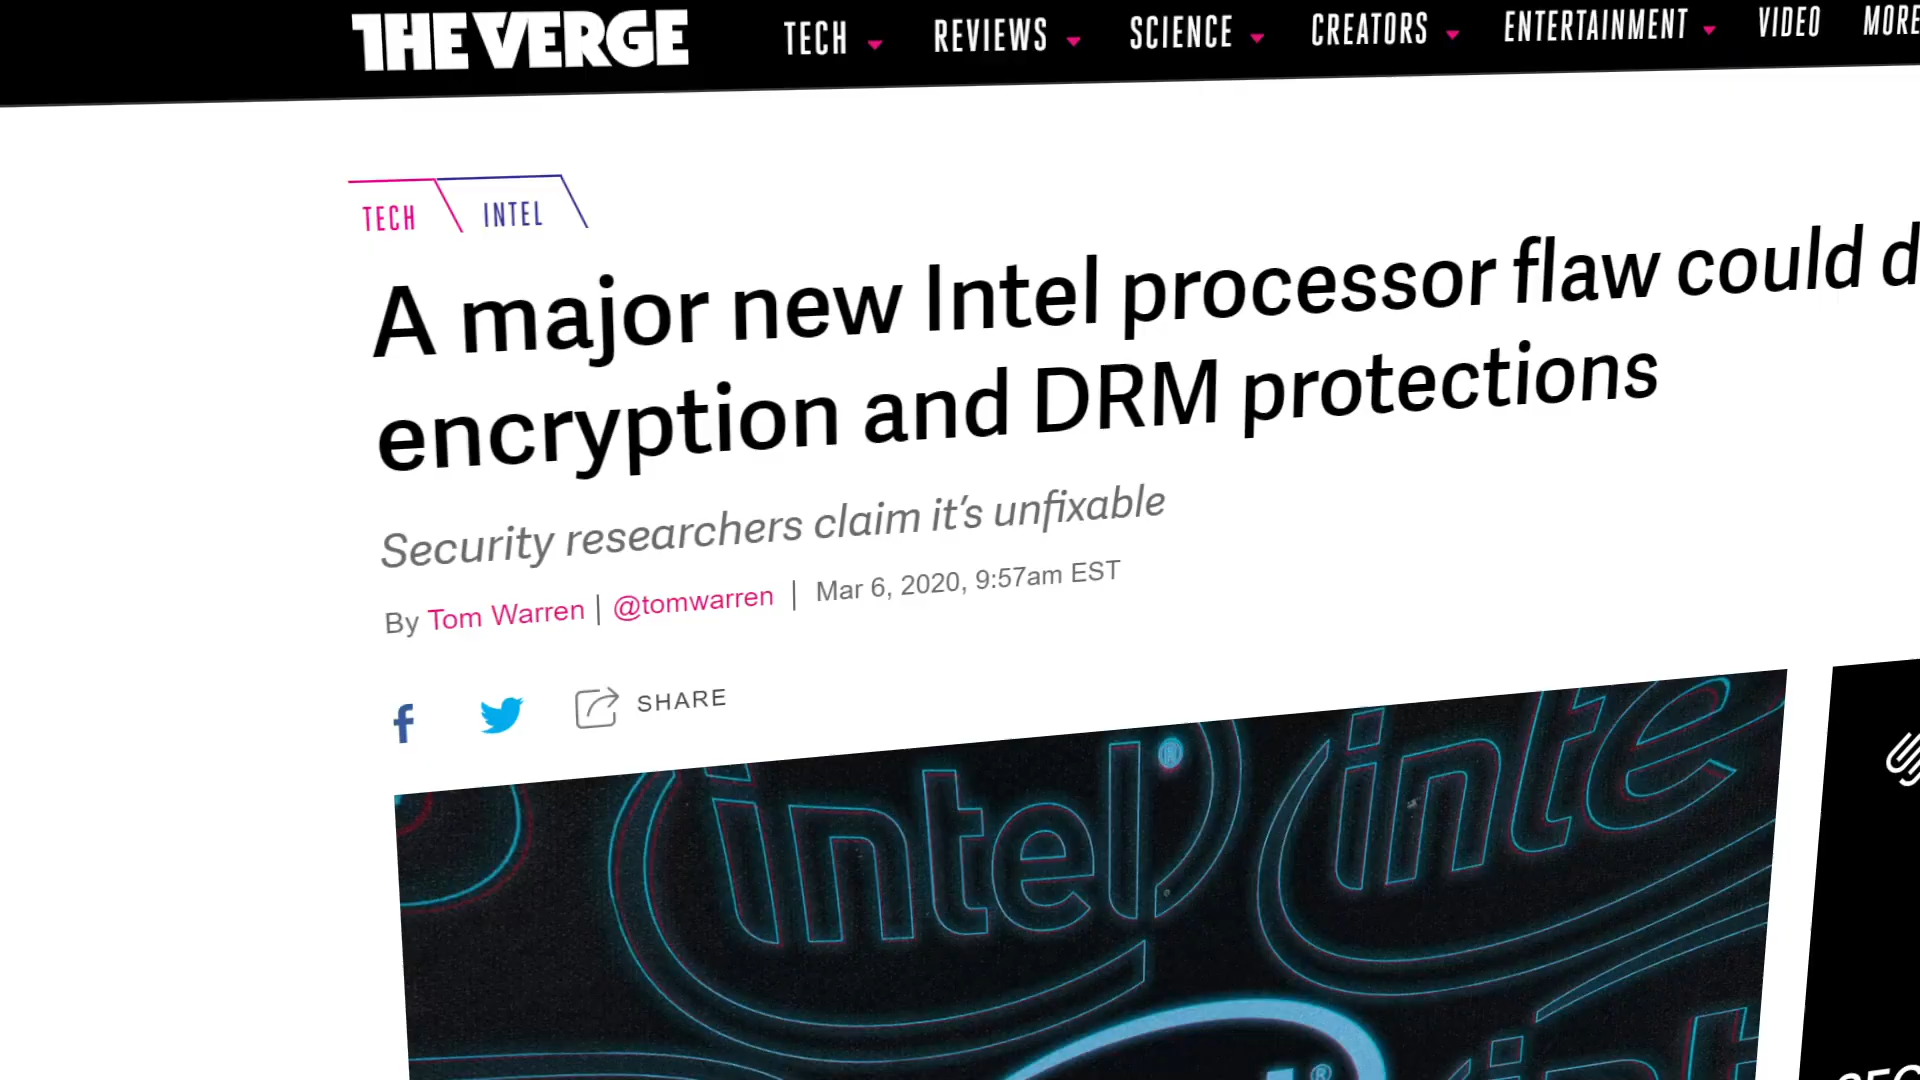 THE VERGE
TECH REVIEWS SCIENCE CREATORS ENTERTAINMENT VIDEO MORE
TECH INTEL
A major new Intel processor flaw could d
encryption and DRM protections
Security researchers claim it's unfixable
By Tom Warren | @tomwarren | Mar 6, 2020, 9:57am EST
f SHARE
intel® inte
®